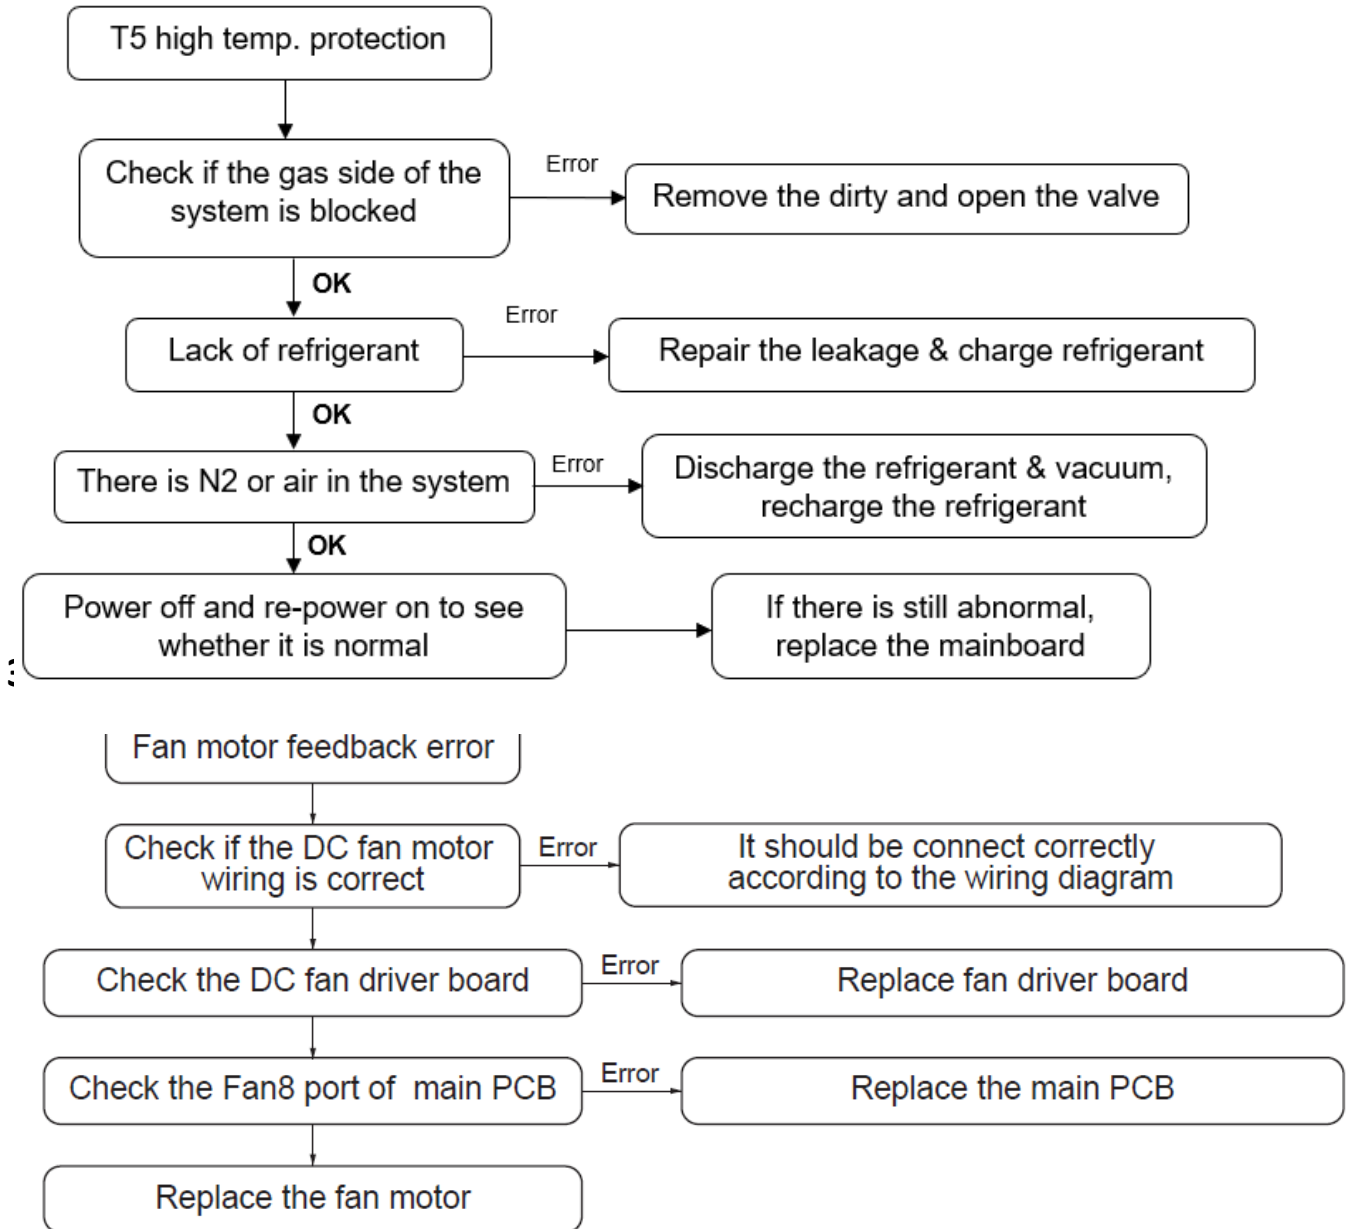 T5 high temp. protection
Check if the gas side of the
system is blocked
Error
Remove the dirty and open the valve
OK
Lack of refrigerant
Error
Repair the leakage & charge refrigerant
OK
There is N2 or air in the system
Error
Discharge the refrigerant & vacuum,
recharge the refrigerant
OK
Power off and re-power on to see
whether it is normal
If there is still abnormal,
replace the mainboard
Fan motor feedback error
Check if the DC fan motor
wiring is correct
Error
It should be connect correctly
according to the wiring diagram
Check the DC fan driver board
Error
Replace fan driver board
Check the Fan8 port of main PCB
Error
Replace the main PCB
Replace the fan motor